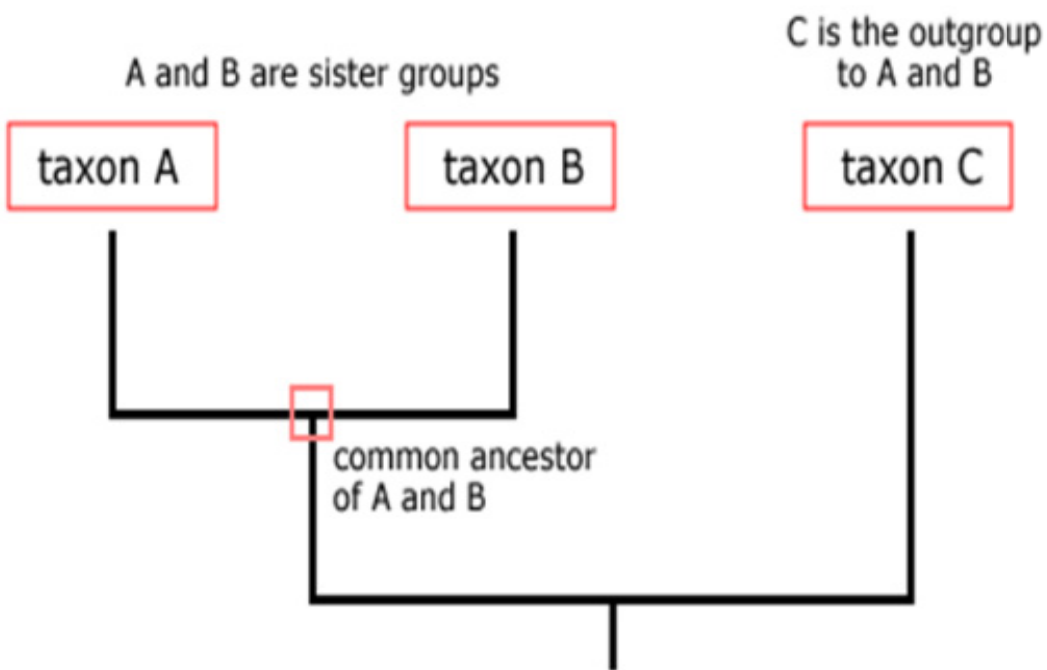 C is the outgroup
to A and B
A and B are sister groups
taxon A
taxon B
taxon C
common ancestor
of A and B